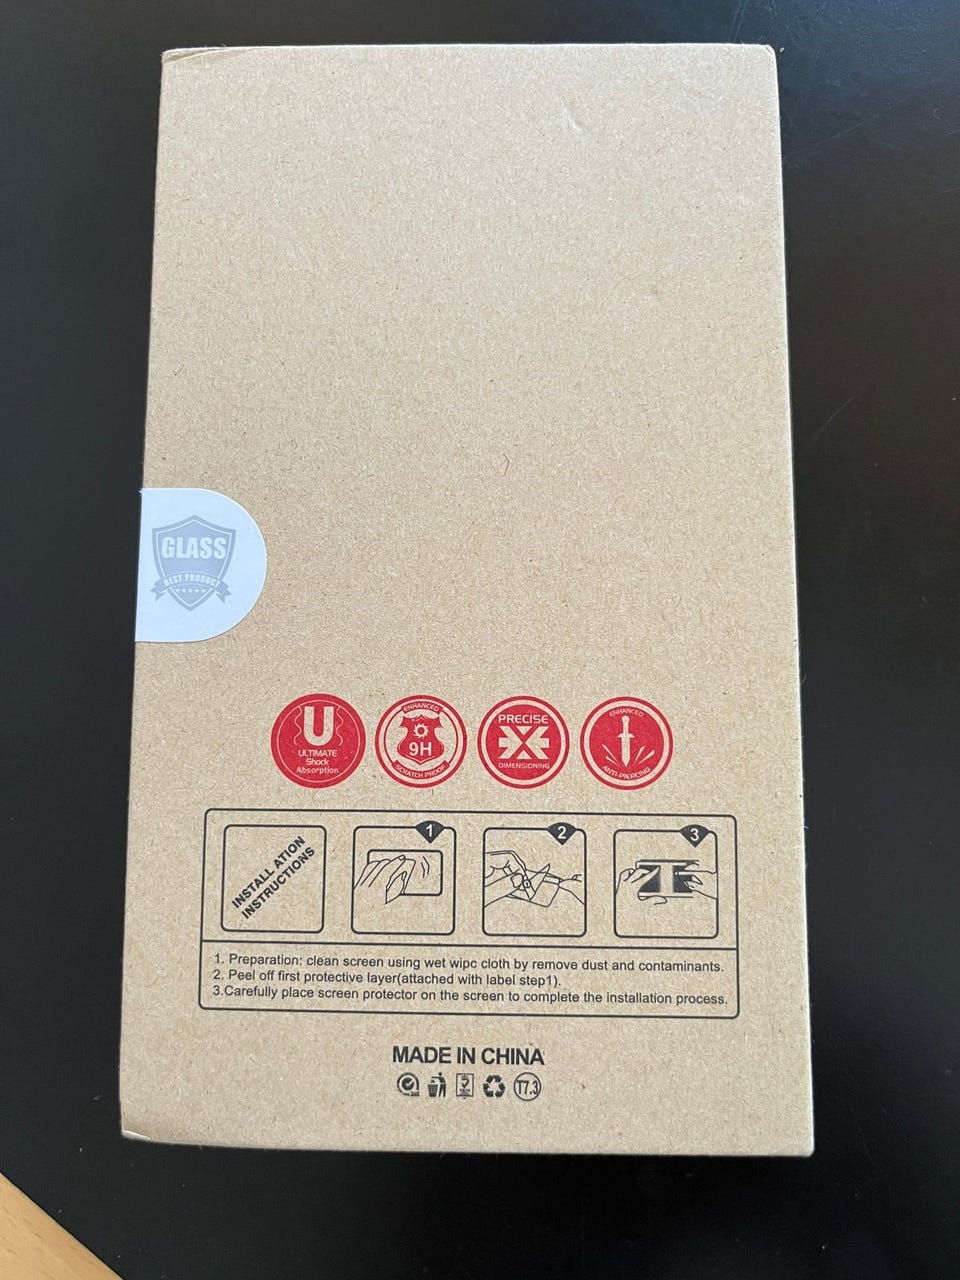 GLASS
BEST PRODUCT
U
ULTIMATE
Shock
Absorption
ENHANCED
9H
SCRATCH PROOF
PRECISE
DIMENSIONING
ENHANCED
ANTI-PIERCING
INSTALL ATION
INSTRUCTIONS
1
2
3
1. Preparation: clean screen using wet wipc cloth by remove dust and contaminants.
2. Peel off first protective layer(attached with label step1).
3.Carefully place screen protector on the screen to complete the installation process.
MADE IN CHINA
T7.3